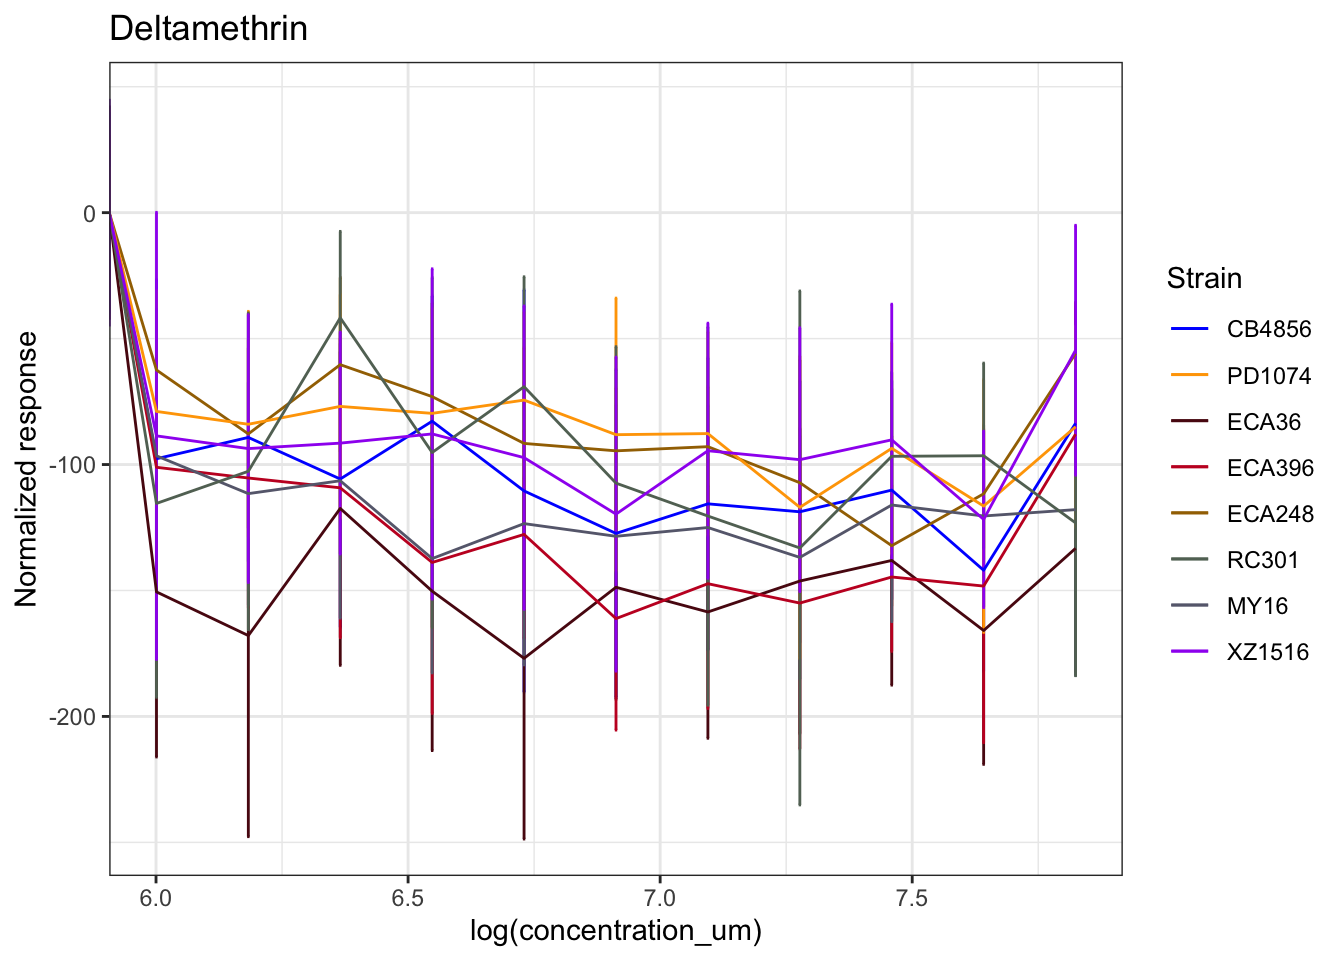 Deltamethrin
Normalized response
0
-100
-200
6.0
6.5
7.0
7.5
log(concentration_um)
Strain
CB4856
PD1074
ECA36
ECA396
ECA248
RC301
MY16
XZ1516